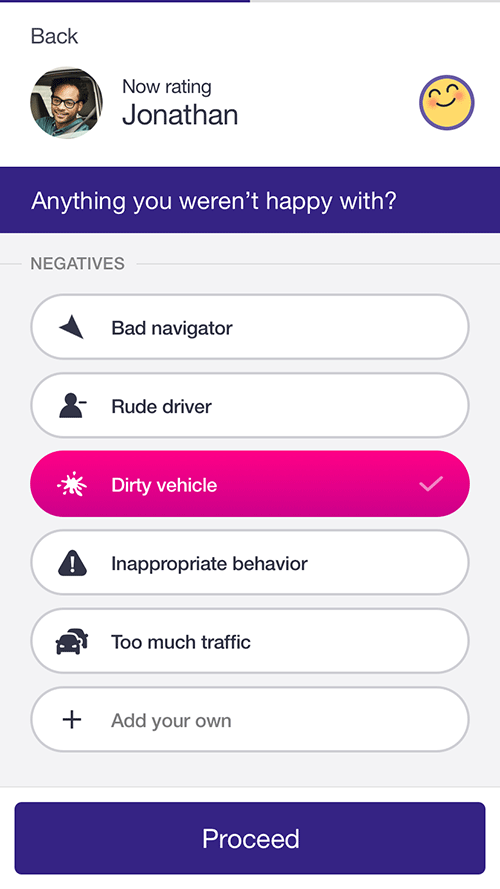 Back
Now rating
Jonathan
Anything you weren’t happy with?
NEGATIVES
Bad navigator
Rude driver
Dirty vehicle
Inappropriate behavior
Too much traffic
Add your own
Proceed